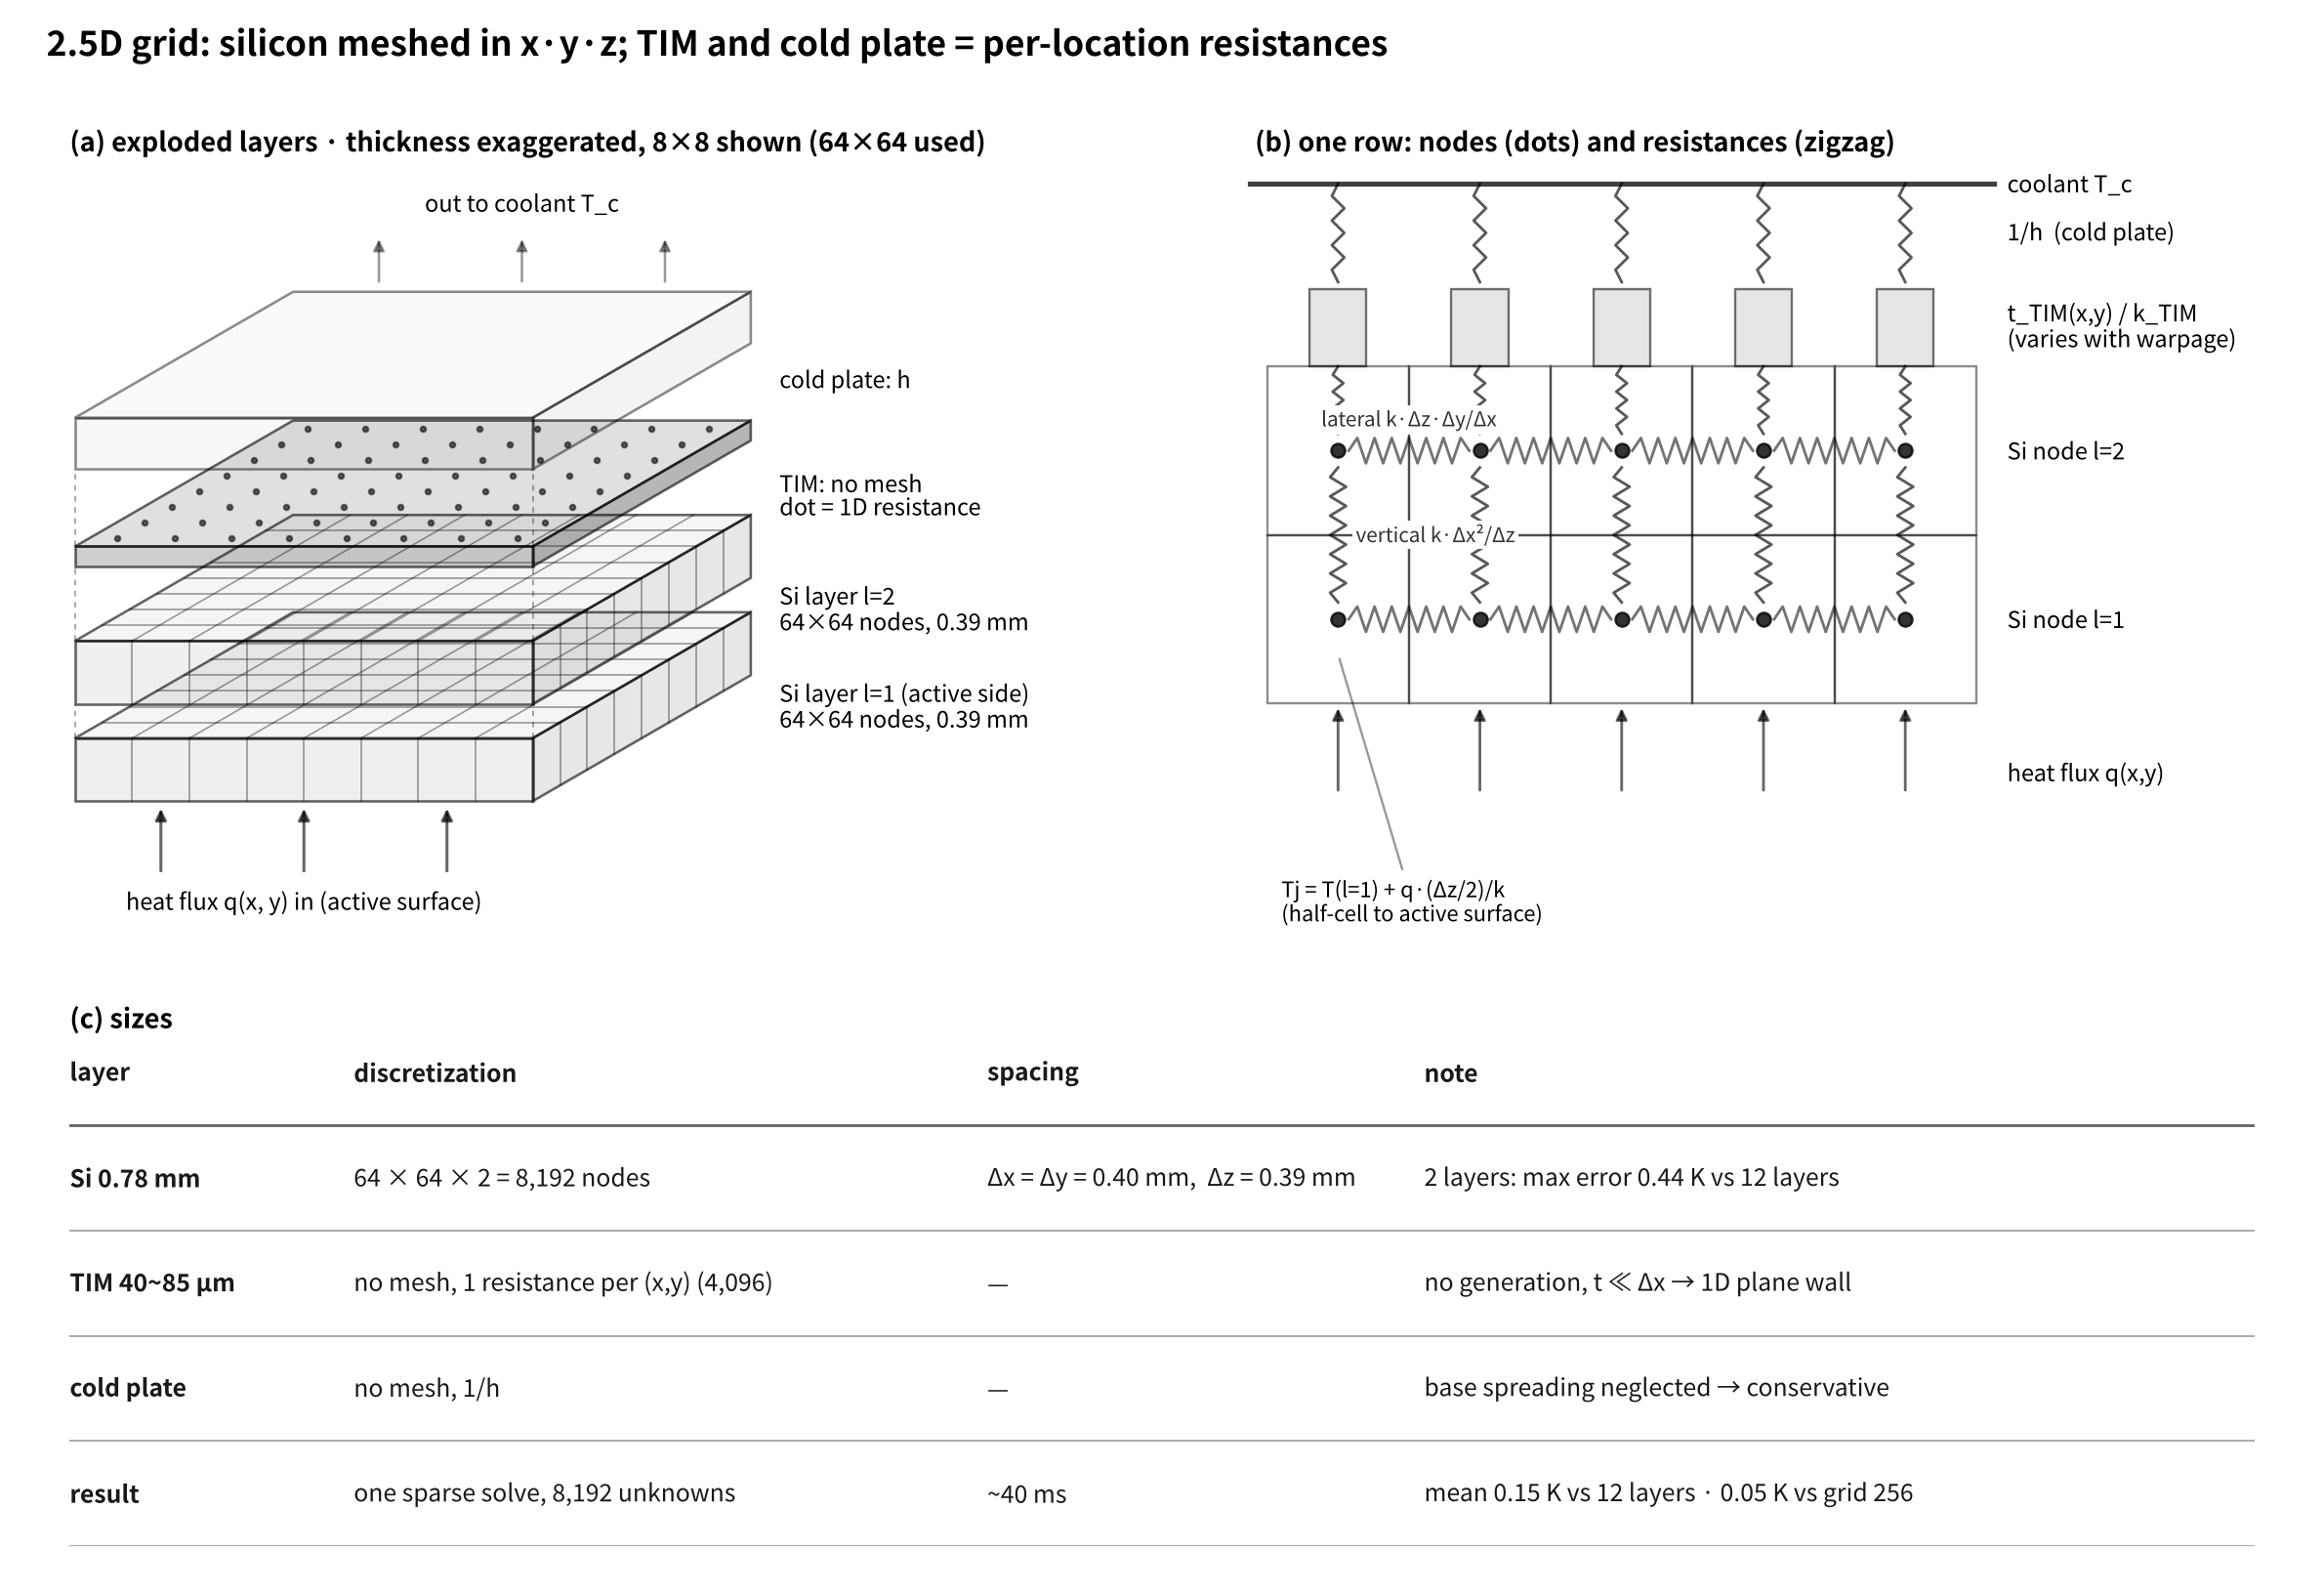 2.5D grid: silicon meshed in x·y·z; TIM and cold plate = per-location resistances
(a) exploded layers · thickness exaggerated, 8×8 shown (64×64 used)
out to coolant T_c
cold plate: h
TIM: no mesh
dot = 1D resistance
Si layer l=2
64×64 nodes, 0.39 mm
Si layer l=1 (active side)
64×64 nodes, 0.39 mm
heat flux q(x, y) in (active surface)
(b) one row: nodes (dots) and resistances (zigzag)
coolant T_c
1/h (cold plate)
t_TIM(x,y) / k_TIM
(varies with warpage)
lateral k·Δz·Δy/Δx
Si node l=2
vertical k·Δx²/Δz
Si node l=1
heat flux q(x,y)
Tj = T(l=1) + q·(Δz/2)/k
(half-cell to active surface)
(c) sizes
layer discretization spacing note
Si 0.78 mm 64 × 64 × 2 = 8,192 nodes Δx = Δy = 0.40 mm, Δz = 0.39 mm 2 layers: max error 0.44 K vs 12 layers
TIM 40~85 µm no mesh, 1 resistance per (x,y) (4,096) — no generation, t ≪ Δx → 1D plane wall
cold plate no mesh, 1/h — base spreading neglected → conservative
result one sparse solve, 8,192 unknowns ~40 ms mean 0.15 K vs 12 layers · 0.05 K vs grid 256